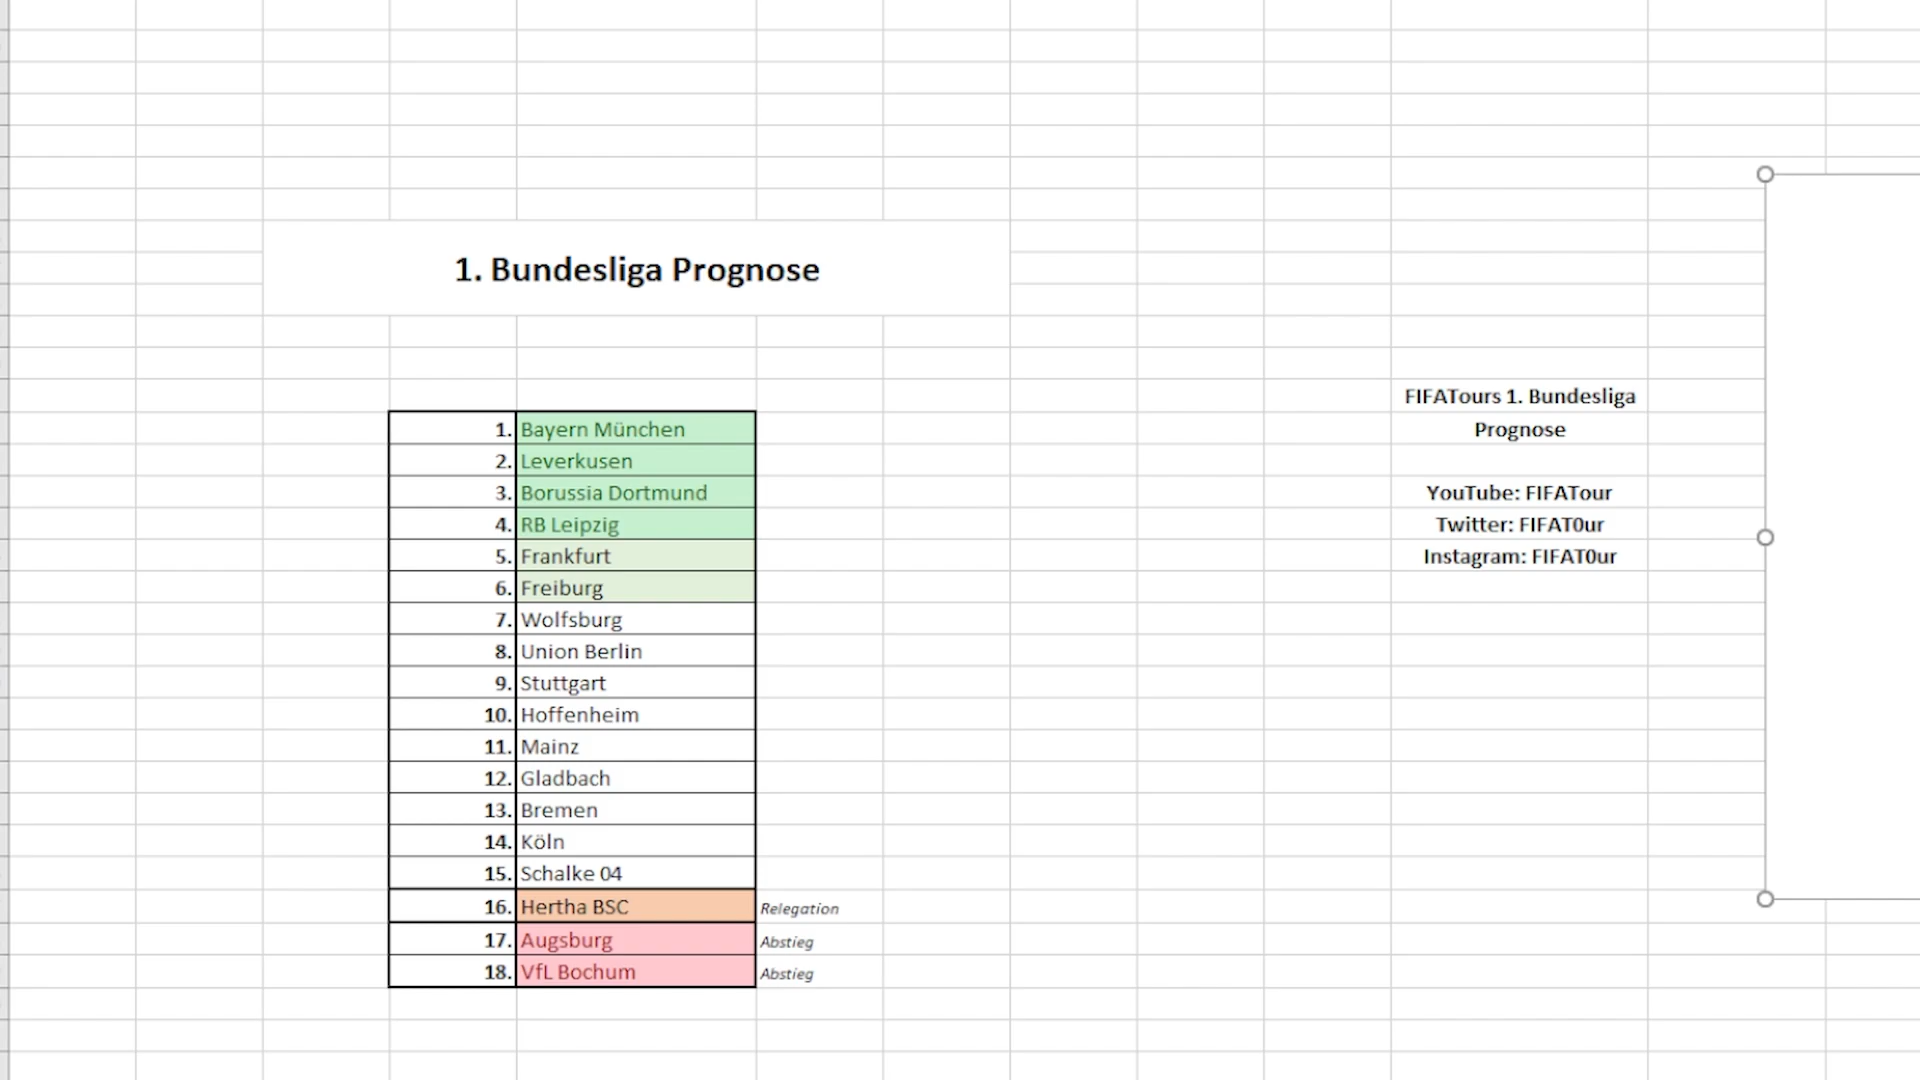 1. Bundesliga Prognose
1. Bayern München
2. Leverkusen
3. Borussia Dortmund
4. RB Leipzig
5. Frankfurt
6. Freiburg
7. Wolfsburg
8. Union Berlin
9. Stuttgart
10. Hoffenheim
11. Mainz
12. Gladbach
13. Bremen
14. Köln
15. Schalke 04
16. Hertha BSC Relegation
17. Augsburg Abstieg
18. VfL Bochum Abstieg
FIFATours 1. Bundesliga
Prognose
YouTube: FIFATour
Twitter: FIFAT0ur
Instagram: FIFAT0ur